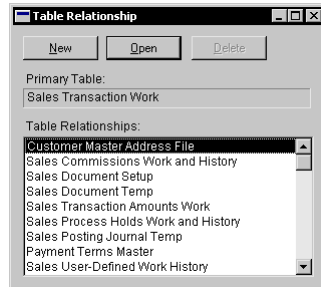 Table Relationship
New Open Delete
Primary Table:
Sales Transaction Work
Table Relationships:
Customer Master Address File
Sales Commissions Work and History
Sales Document Setup
Sales Document Temp
Sales Transaction Amounts Work
Sales Process Holds Work and History
Sales Posting Journal Temp
Payment Terms Master
Sales User-Defined Work History